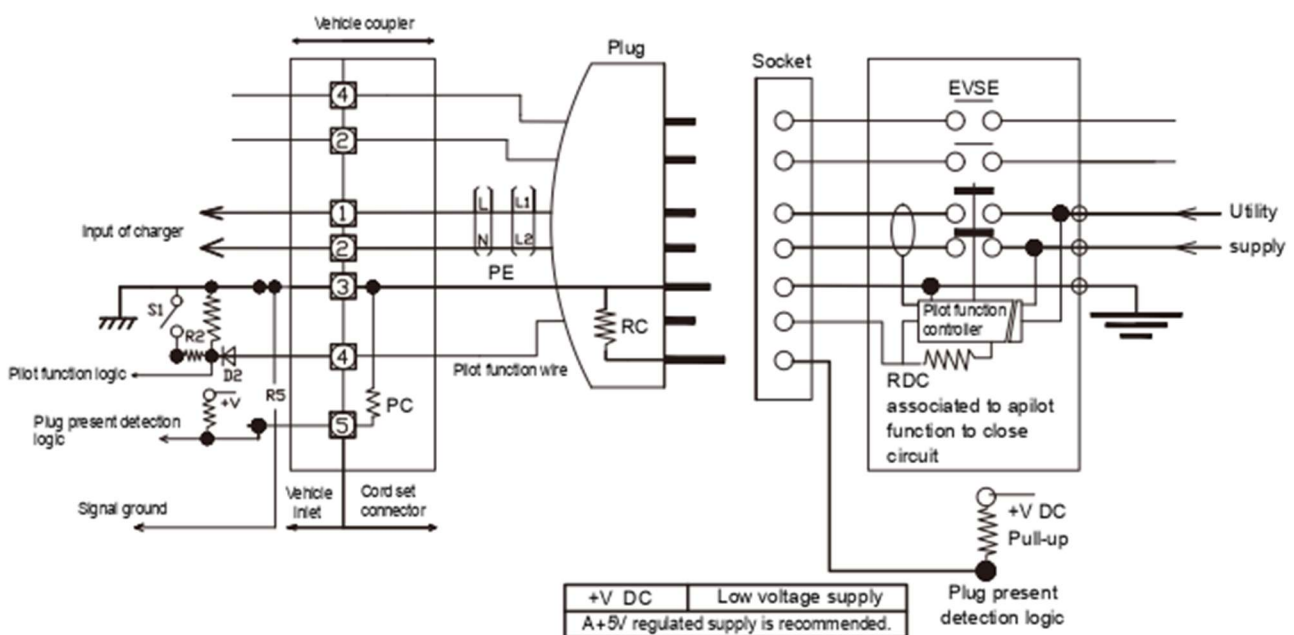 Vehicle coupler
Plug
Socket
EVSE
4
2
1
L
L1
Utility
Input of charger
2
N
L2
supply
PE
3
S1
RC
Pilot function
controller
R2
4
Pilot function logic
D2
Pilot function wire
RDC
+V
R5
PC
associated to apilot
function to close
circuit
Plug present detection
logic
5
Signal ground
Vehicle
inlet
Cord set
connector
+V DC
Pull-up
Plug present
detection logic
+V DC
Low voltage supply
A+5V regulated supply is recommended.